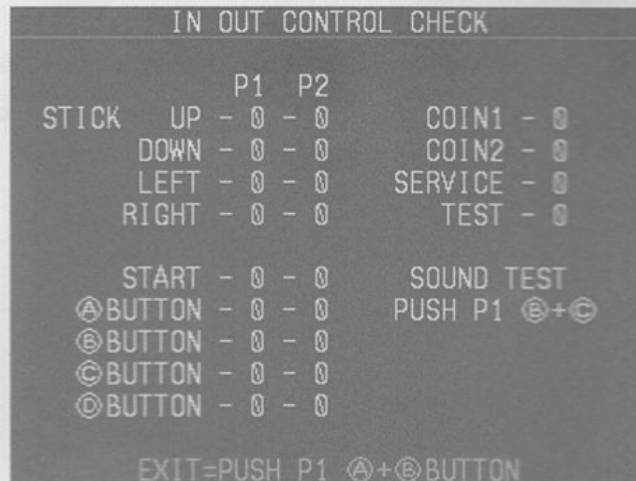 IN OUT CONTROL CHECK
P1 P2
STICK UP - 0 - 0 COIN1 - 0
DOWN - 0 - 0 COIN2 - 0
LEFT - 0 - 0 SERVICE - 0
RIGHT - 0 - 0 TEST - 0
START - 0 - 0 SOUND TEST
ⒶBUTTON - 0 - 0 PUSH P1 Ⓑ+Ⓒ
ⒷBUTTON - 0 - 0
ⒸBUTTON - 0 - 0
ⒹBUTTON - 0 - 0
EXIT=PUSH P1 Ⓐ+ⒷBUTTON